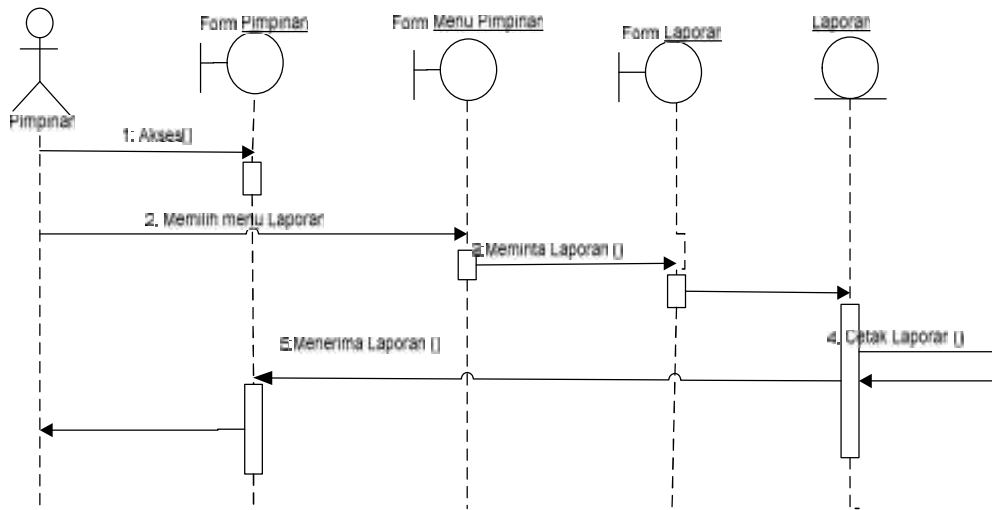 Form Pimpinan
Form Menu Pimpinan
Form Laporan
Laporan
Pimpinan
1: Akses()
2. Memilih menu Laporan
3:Meminta Laporan ()
4. Cetak Laporan ()
5:Menerima Laporan ()